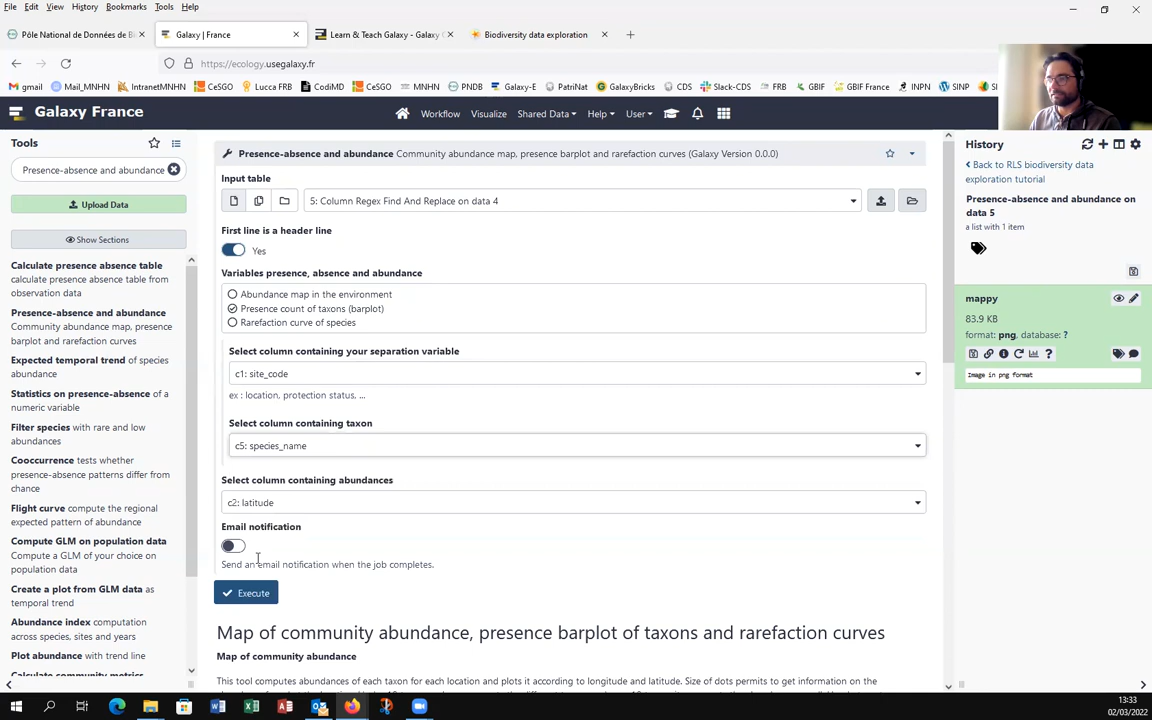 File Edit View History Bookmarks Tools Help
Pôle National de Données de Bi
Galaxy | France
Learn & Teach Galaxy - Galaxy C
Biodiversity data exploration
https://ecology.usegalaxy.fr
gmail Mail_MNHN IntranetMNHN CeSGO Lucca FRB CodiMD CeSGO MNHN PNDB Galaxy-E PatriNat GalaxyBricks CDS Slack-CDS FRB GBIF GBIF France INPN SINP
Galaxy France
Workflow Visualize Shared Data Help User
Tools
Presence-absence and abundance
Upload Data
Show Sections
Calculate presence absence table
calculate presence absence table from
observation data
Presence-absence and abundance
Community abundance map, presence
barplot and rarefaction curves
Expected temporal trend of species
abundance
Statistics on presence-absence of a
numeric variable
Filter species with rare and low
abundances
Cooccurrence tests whether
presence-absence patterns differ from
chance
Flight curve compute the regional
expected pattern of abundance
Compute GLM on population data
Compute a GLM of your choice on
population data
Create a plot from GLM data as
temporal trend
Abundance index computation
across species, sites and years
Plot abundance with trend line
Calculate community metrics
Presence-absence and abundance Community abundance map, presence barplot and rarefaction curves (Galaxy Version 0.0.0)
Input table
5: Column Regex Find And Replace on data 4
First line is a header line
Yes
Variables presence, absence and abundance
Abundance map in the environment
Presence count of taxons (barplot)
Rarefaction curve of species
Select column containing your separation variable
c1: site_code
ex : location, protection status, ...
Select column containing taxon
c5: species_name
Select column containing abundances
c2: latitude
Email notification
Send an email notification when the job completes.
Execute
Map of community abundance, presence barplot of taxons and rarefaction curves
Map of community abundance
This tool computes abundances of each taxon for each location and plots it according to longitude and latitude. Size of dots permits to get information on the
History
Back to RLS biodiversity data
exploration tutorial
Presence-absence and abundance on
data 5
a list with 1 item
mappy
83.9 KB
format: png, database: ?
Image in png format
13:33
02/03/2022